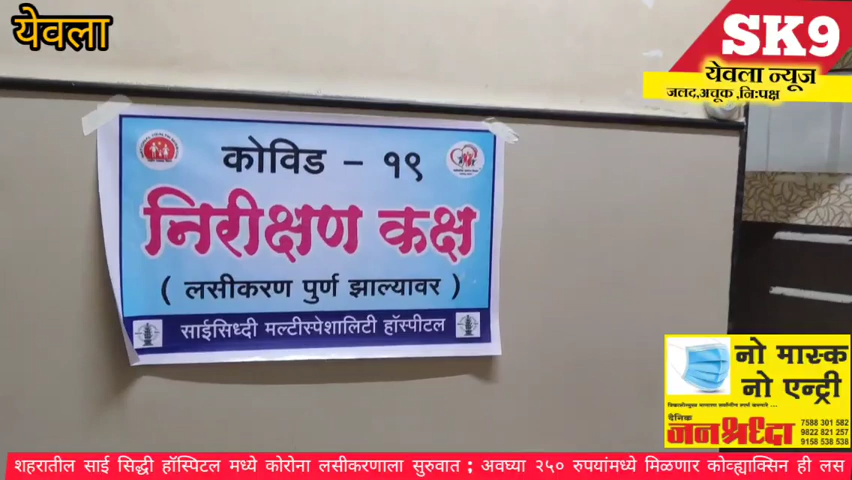 येवला
SK9
येवला न्यूज
जलद,अचूक ,नि:पक्ष
कोविड - १९
निरीक्षण कक्ष
( लसीकरण पुर्ण झाल्यावर )
साईसिध्दी मल्टीस्पेशालिटी हॉस्पीटल
नो मास्क
नो एन्ट्री
दैनिक
जनश्रध्दा
7588 301 582
9822 821 257
9158 538 538
शहरातील साई सिद्धी हॉस्पिटल मध्ये कोरोना लसीकरणाला सुरुवात ; अवघ्या २५० रुपयांमध्ये मिळणार कोव्ह्याक्सिन ही लस